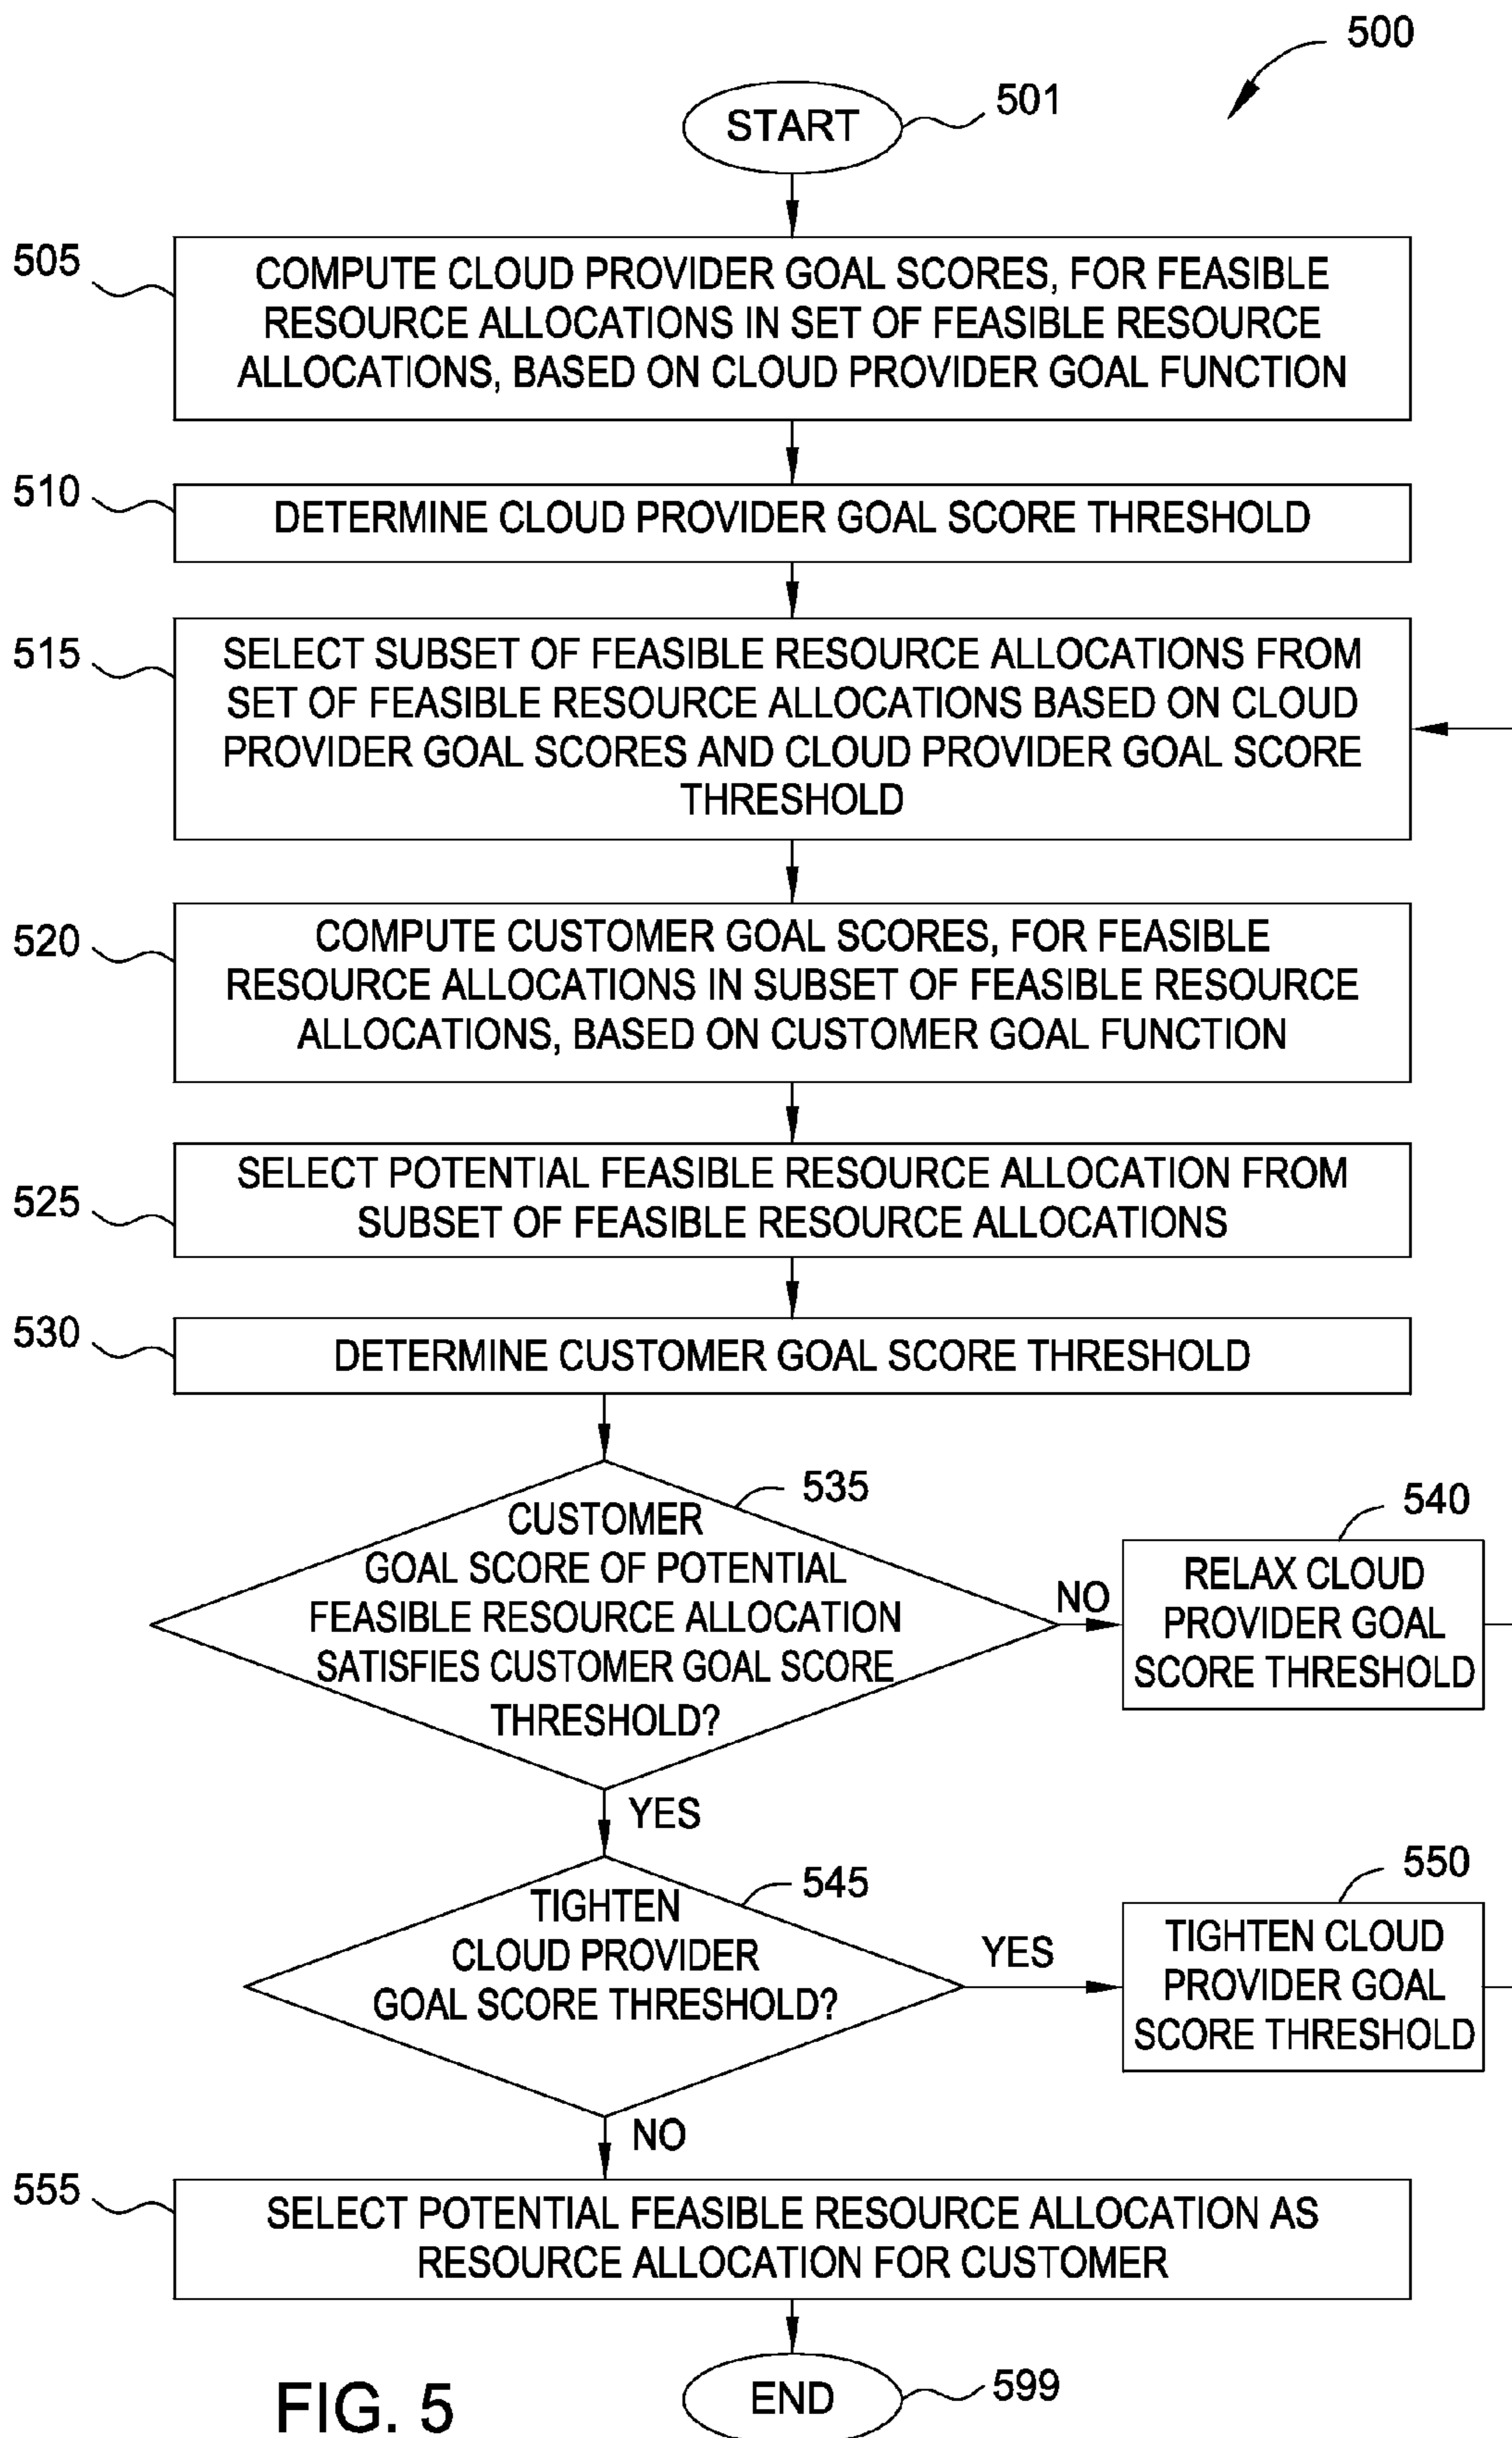 500
START
501
505
COMPUTE CLOUD PROVIDER GOAL SCORES, FOR FEASIBLE
RESOURCE ALLOCATIONS IN SET OF FEASIBLE RESOURCE
ALLOCATIONS, BASED ON CLOUD PROVIDER GOAL FUNCTION
510
DETERMINE CLOUD PROVIDER GOAL SCORE THRESHOLD
515
SELECT SUBSET OF FEASIBLE RESOURCE ALLOCATIONS FROM
SET OF FEASIBLE RESOURCE ALLOCATIONS BASED ON CLOUD
PROVIDER GOAL SCORES AND CLOUD PROVIDER GOAL SCORE
THRESHOLD
520
COMPUTE CUSTOMER GOAL SCORES, FOR FEASIBLE
RESOURCE ALLOCATIONS IN SUBSET OF FEASIBLE RESOURCE
ALLOCATIONS, BASED ON CUSTOMER GOAL FUNCTION
525
SELECT POTENTIAL FEASIBLE RESOURCE ALLOCATION FROM
SUBSET OF FEASIBLE RESOURCE ALLOCATIONS
530
DETERMINE CUSTOMER GOAL SCORE THRESHOLD
535
CUSTOMER
GOAL SCORE OF POTENTIAL
FEASIBLE RESOURCE ALLOCATION
SATISFIES CUSTOMER GOAL SCORE
THRESHOLD?
NO
540
RELAX CLOUD
PROVIDER GOAL
SCORE THRESHOLD
YES
545
TIGHTEN
CLOUD PROVIDER
GOAL SCORE THRESHOLD?
YES
550
TIGHTEN CLOUD
PROVIDER GOAL
SCORE THRESHOLD
NO
555
SELECT POTENTIAL FEASIBLE RESOURCE ALLOCATION AS
RESOURCE ALLOCATION FOR CUSTOMER
END
599
FIG. 5